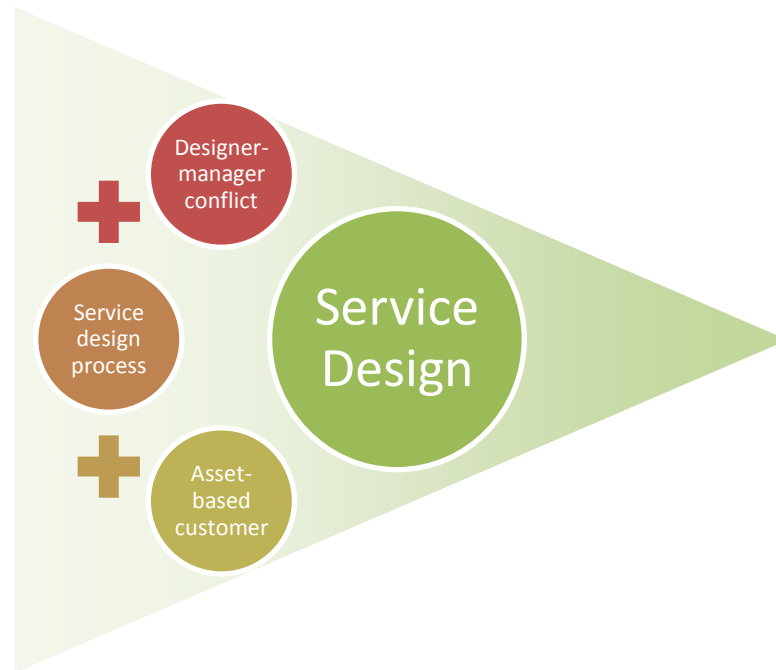 Designer-
manager
conflict
Service
design
process
Asset-
based
customer
Service
Design